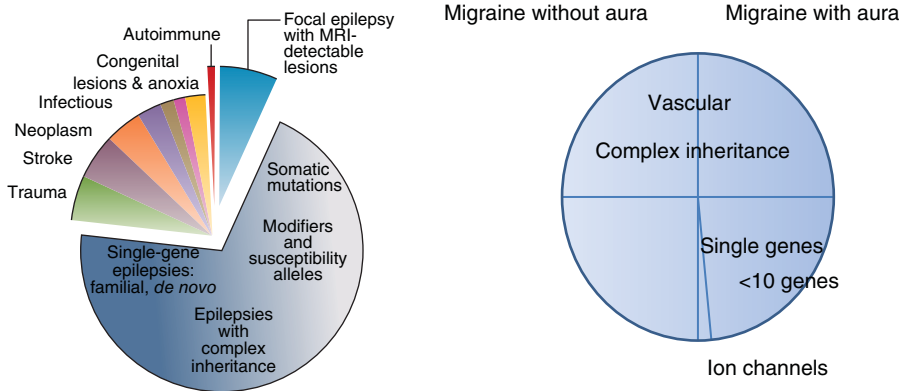 Focal epilepsy
with MRI-
detectable
lesions
Autoimmune
Congenital
lesions & anoxia
Infectious
Neoplasm
Stroke
Trauma
Somatic
mutations
Modifiers
and
susceptibility
alleles
Single-gene
epilepsies:
familial, de novo
Epilepsies
with
complex
inheritance
Migraine without aura
Migraine with aura
Vascular
Complex inheritance
Single genes
<10 genes
Ion channels